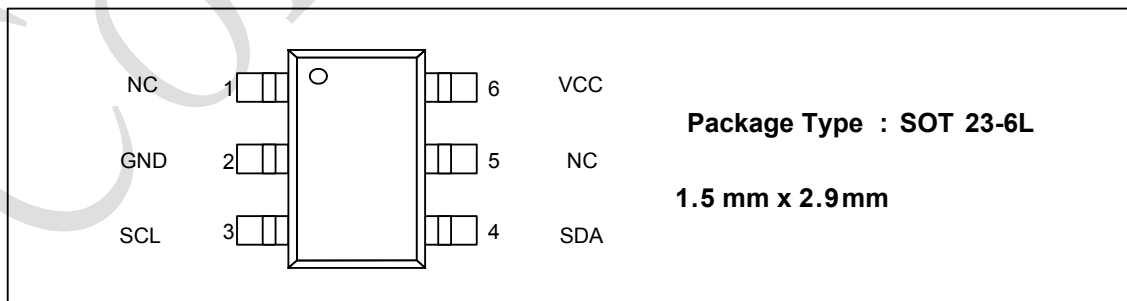 NC 1 6 VCC
Package Type : SOT 23-6L
GND 2 5 NC
1.5 mm x 2.9mm
SCL 3 4 SDA